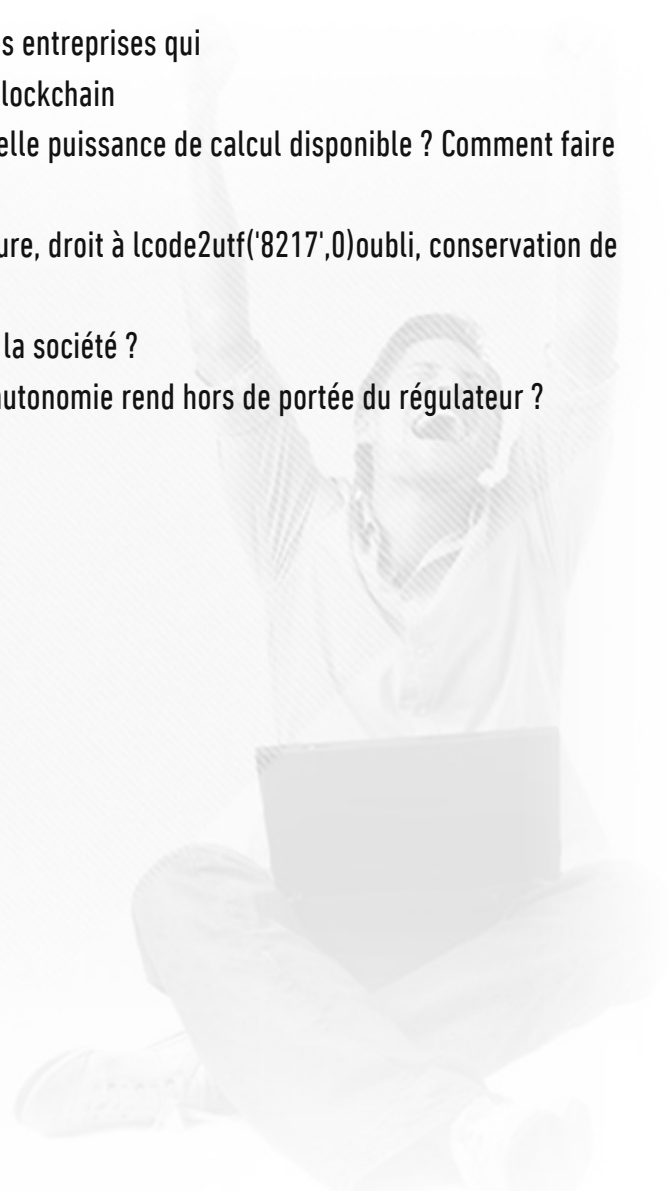 s entreprises qui
lockchain
elle puissance de calcul disponible ? Comment faire
ure, droit à lcode2utf('8217',0)oubli, conservation de
la société ?
autonomie rend hors de portée du régulateur ?